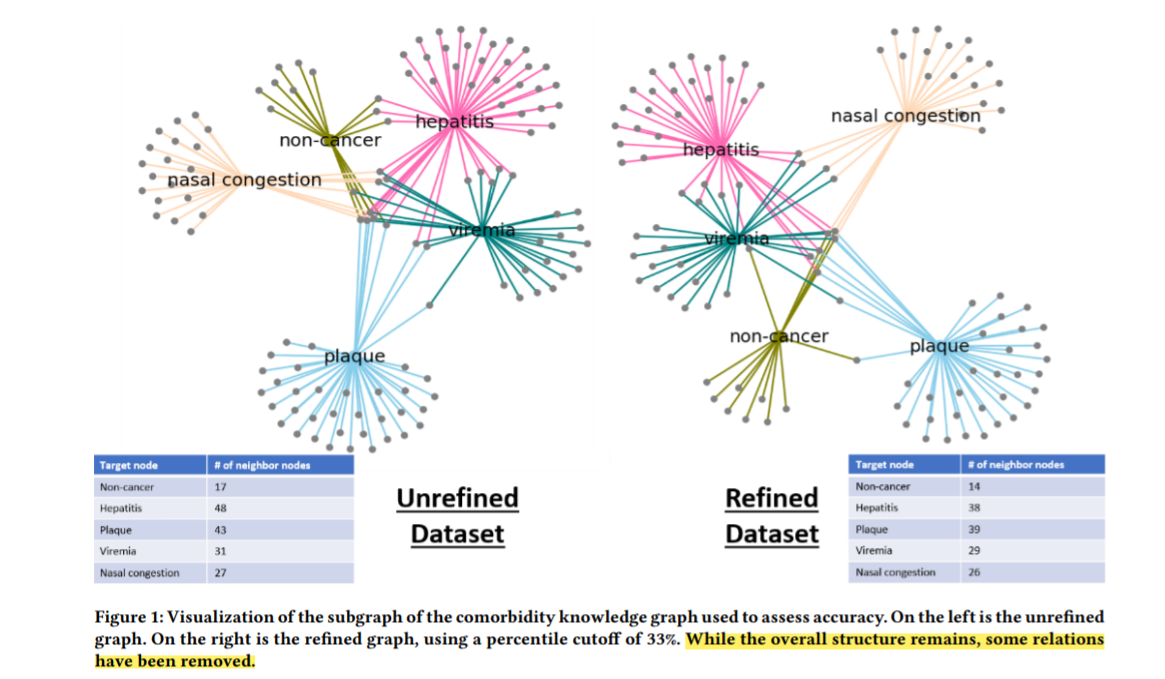 hepatitis
non-cancer
nasal congestion
viremia
plaque
nasal congestion
hepatitis
viremia
non-cancer
plaque
Target node # of neighbor nodes
Non-cancer 17
Hepatitis 48
Plaque 43
Viremia 31
Nasal congestion 27
Unrefined
Dataset
Refined
Dataset
Target node # of neighbor nodes
Non-cancer 14
Hepatitis 38
Plaque 39
Viremia 29
Nasal congestion 26
Figure 1: Visualization of the subgraph of the comorbidity knowledge graph used to assess accuracy. On the left is the unrefined
graph. On the right is the refined graph, using a percentile cutoff of 33%. While the overall structure remains, some relations
have been removed.